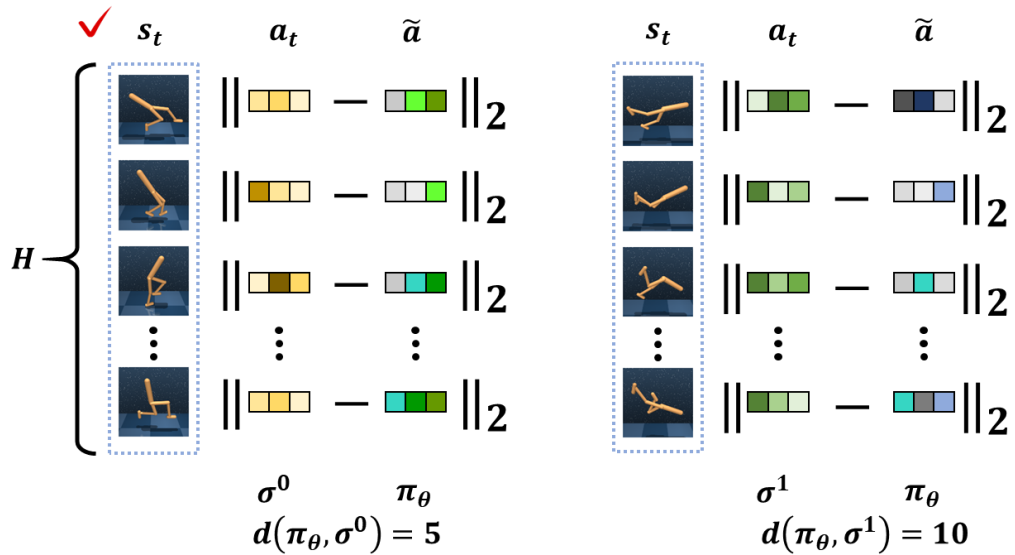 s_t a_t ã s_t a_t ã
|| − ||_2 || − ||_2
|| − ||_2 || − ||_2
H
|| − ||_2 || − ||_2
⋮ ⋮ ⋮ ⋮ ⋮ ⋮
|| − ||_2 || − ||_2
σ^0 π_θ σ^1 π_θ
d(π_θ, σ^0) = 5 d(π_θ, σ^1) = 10